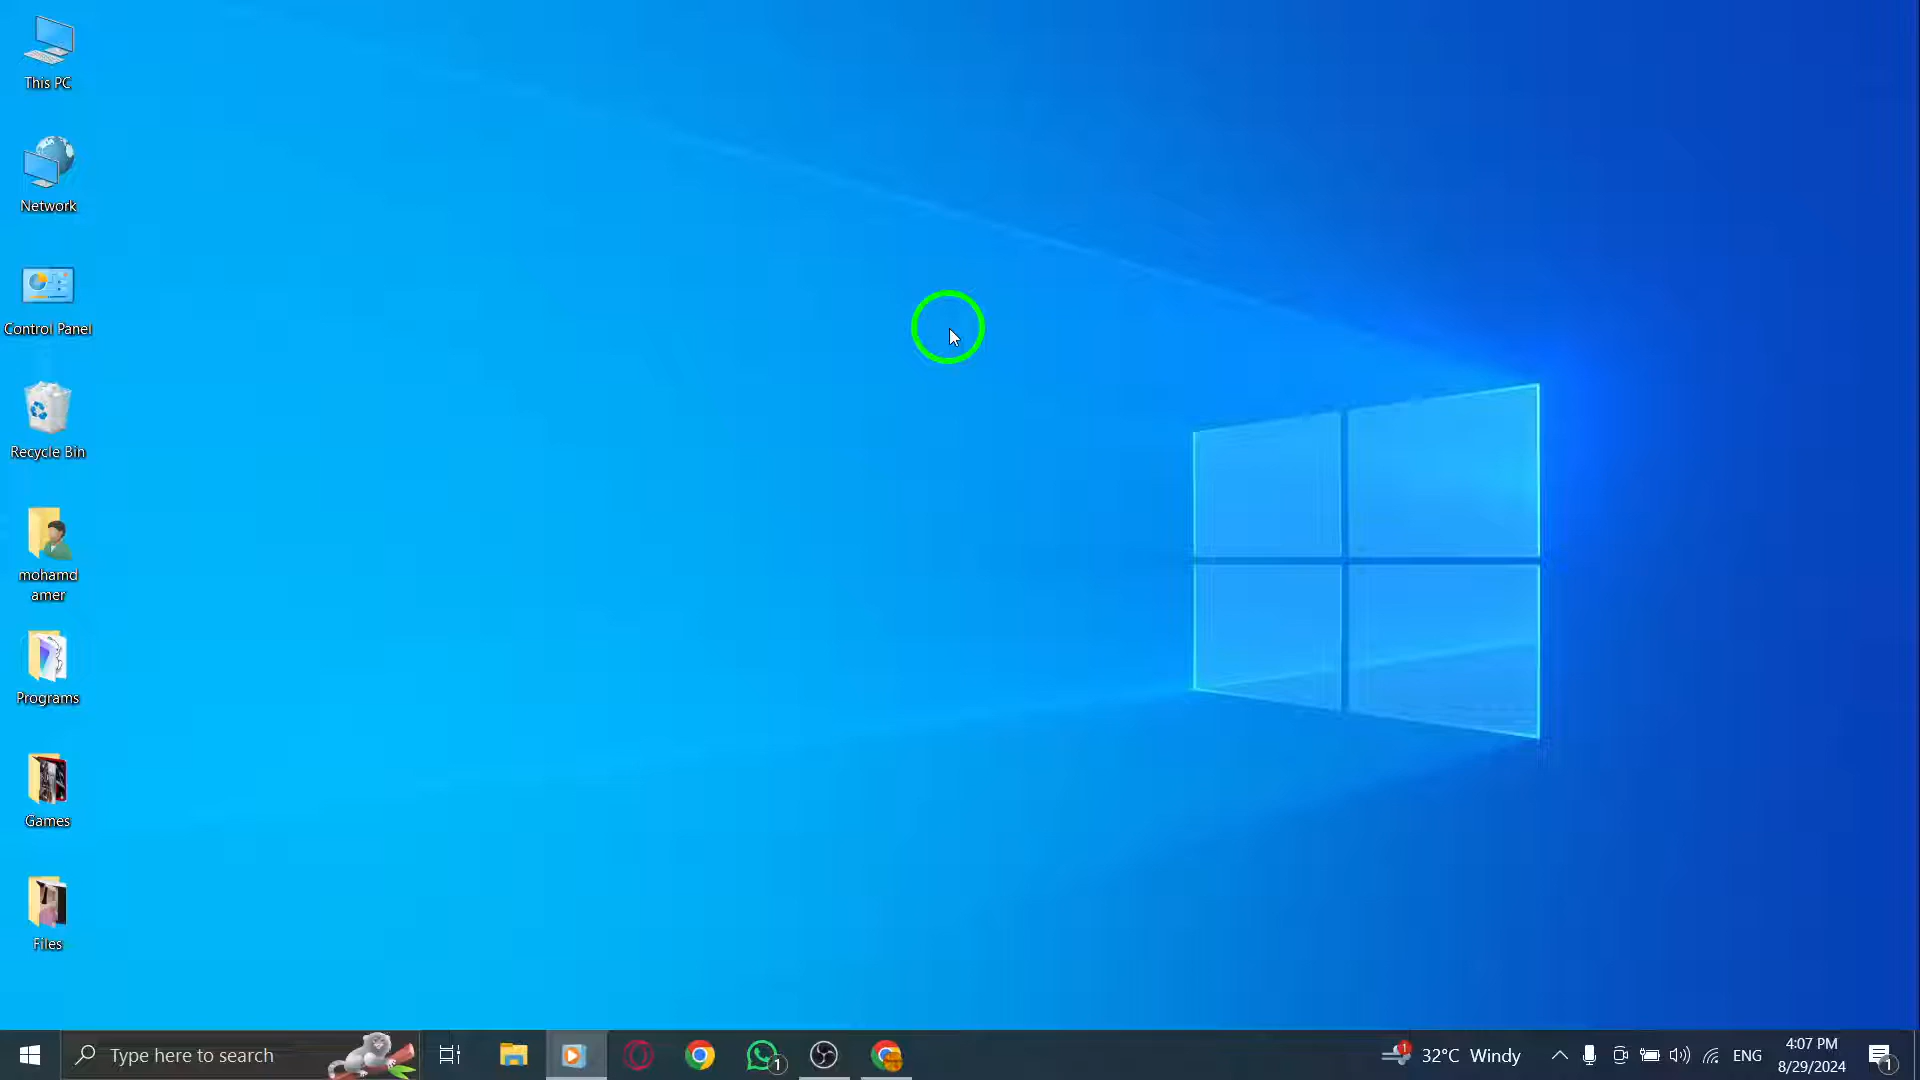 This PC
Network
Control Panel
Recycle Bin
mohamd
amer
Programs
Games
Files
Type here to search
1
1
32°C Windy
ENG
4:07 PM
8/29/2024
1